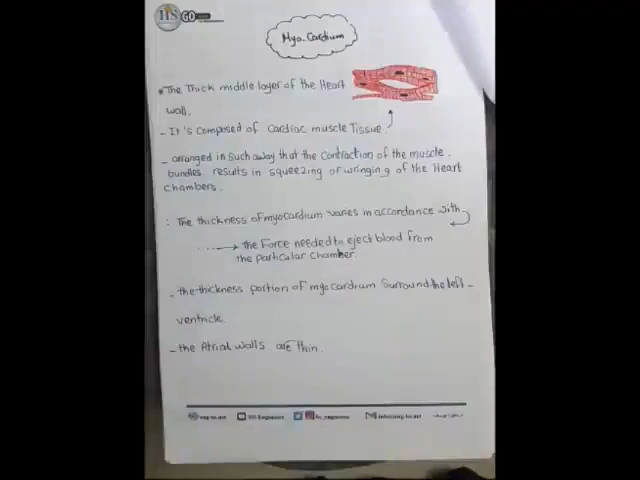 IIS GO
Myo-Cardium
* The Thick middle layer of the Heart
wall.
- It's composed of Cardiac muscle Tissue
- arranged in such away that the contraction of the muscle.
bundles results in squeezing or wringing of the Heart
Chambers.
: The thickness of myocardium varies in accordance with
the Force needed to eject blood from
the particular Chamber.
- the thickness portion of myocardium Surround the left -
ventricle.
- the Atrial walls are Thin.